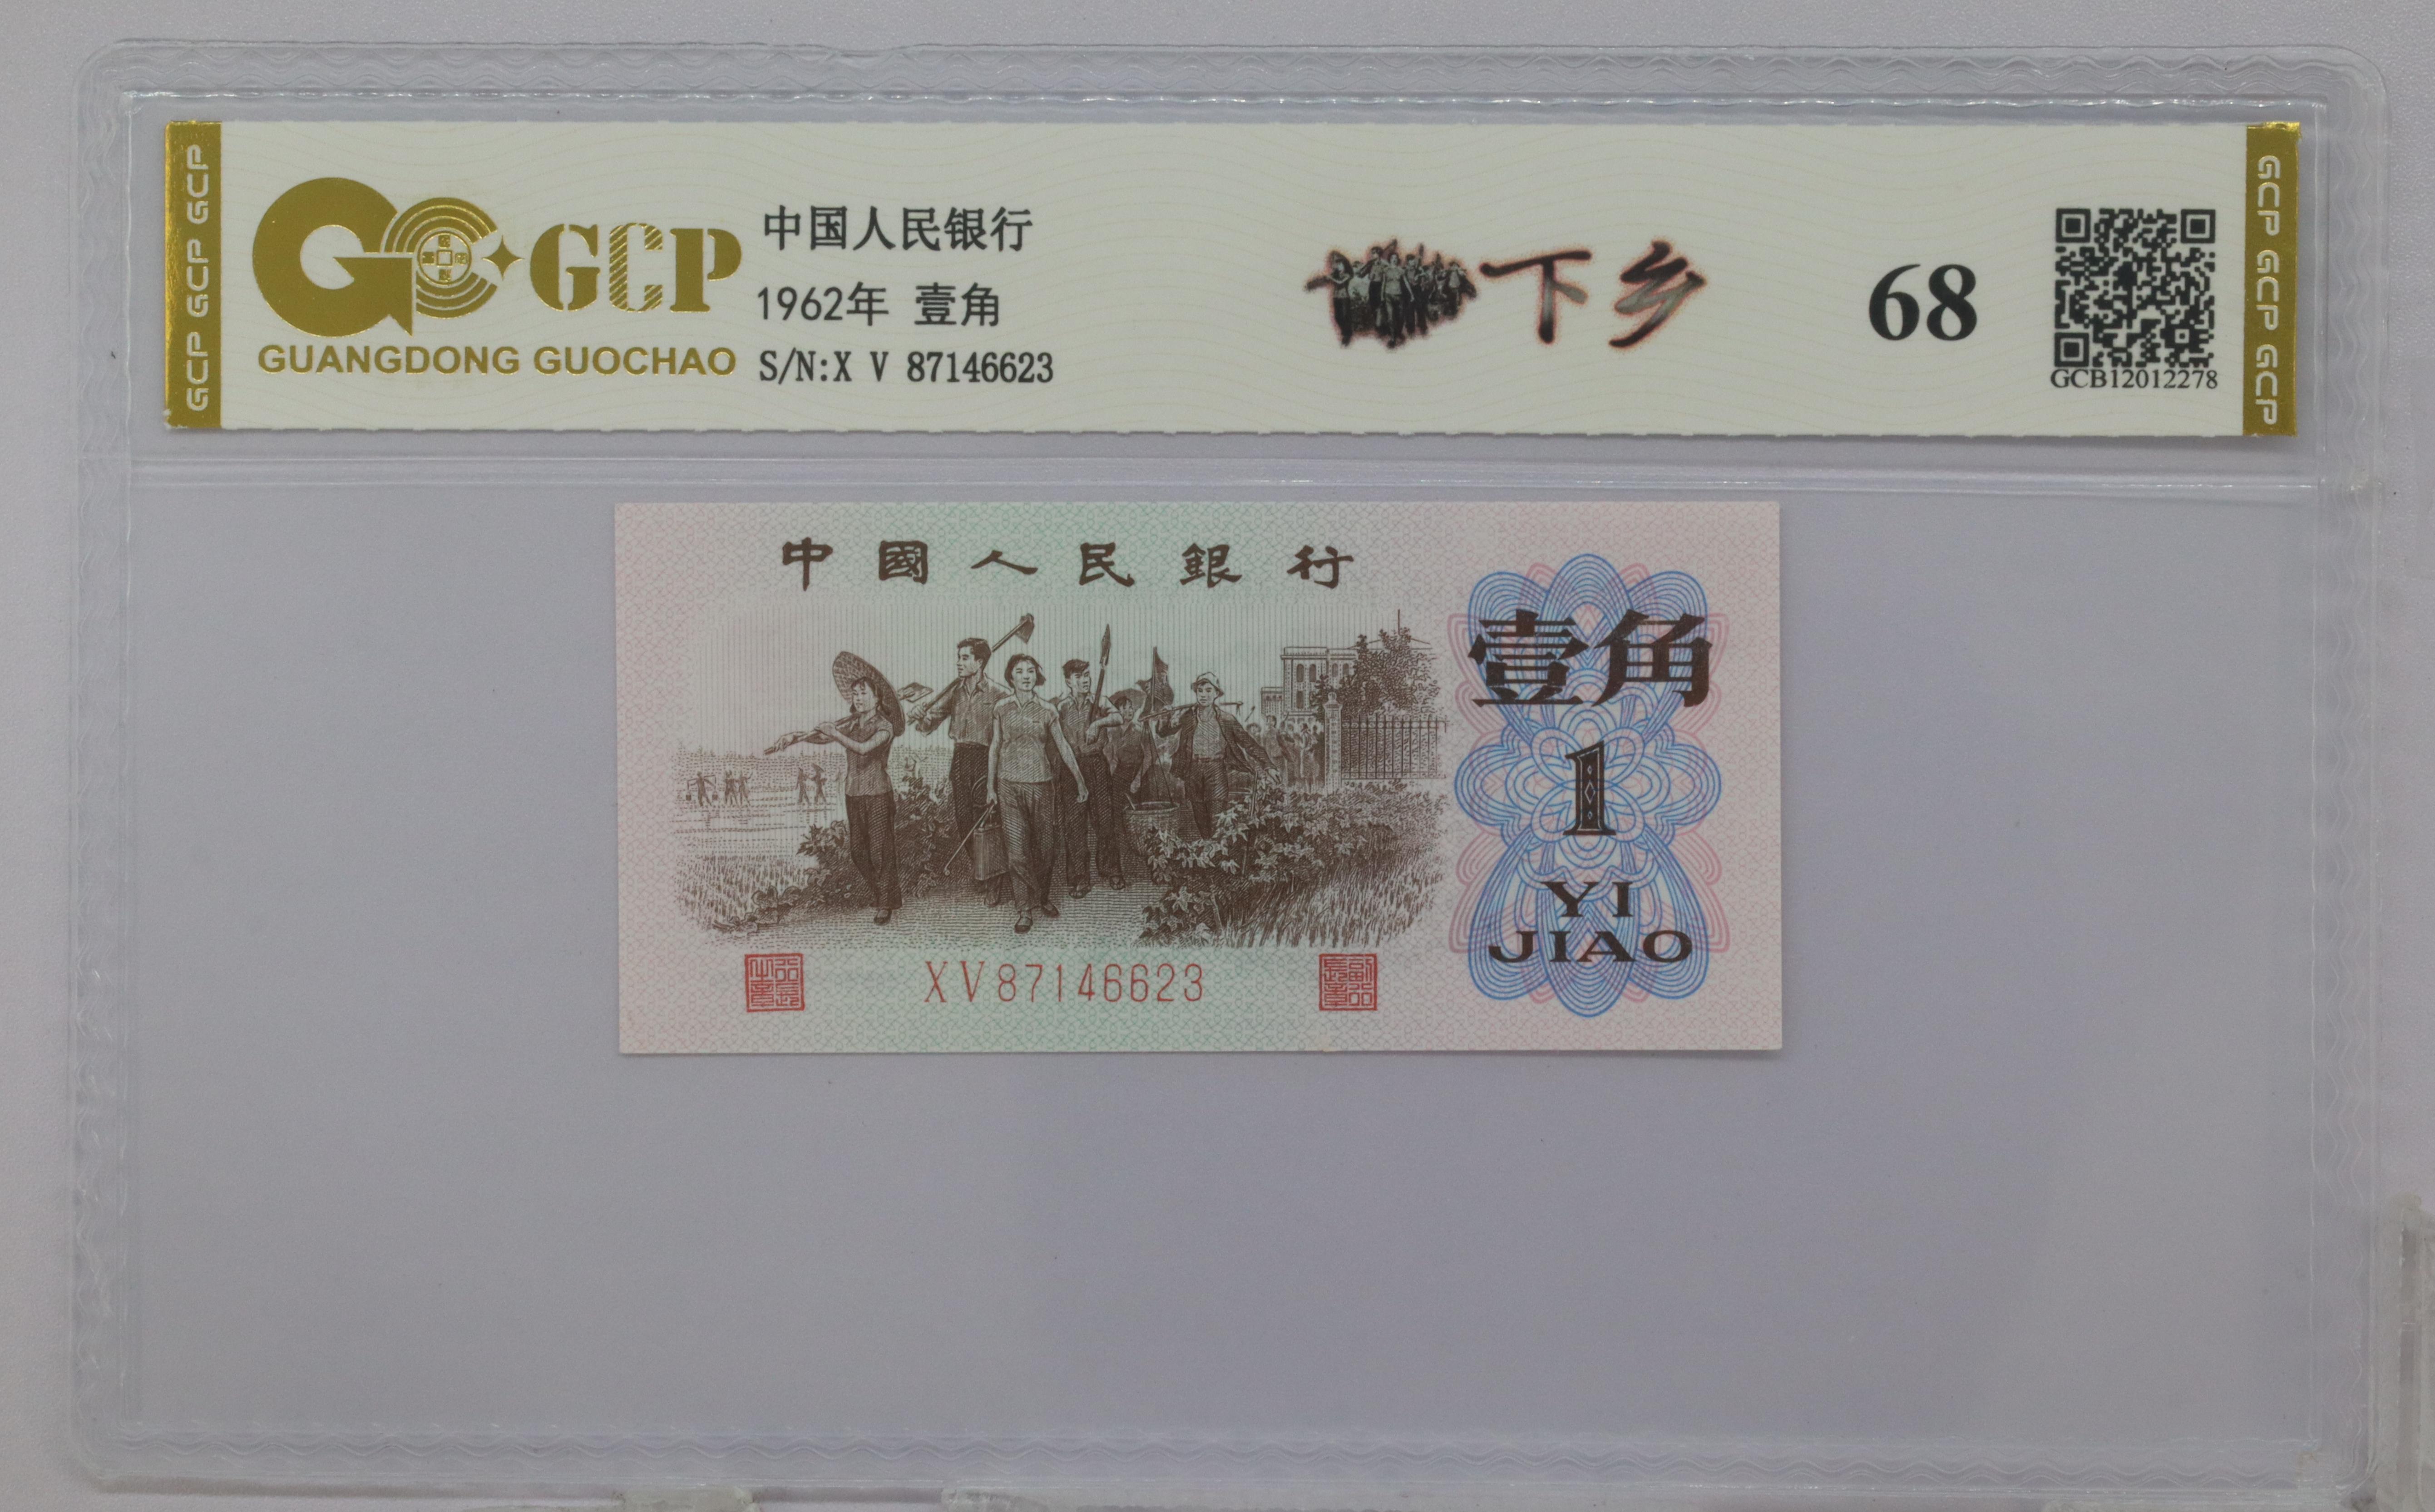 GCP GCP GCP
GCP
GUANGDONG GUOCHAO
中国人民银行
1962年 壹角
S/N:X V 87146623
下乡
68
GCB12012278
GCP GCP GCP
中國人民銀行
壹角
1
YI
JIAO
XV87146623